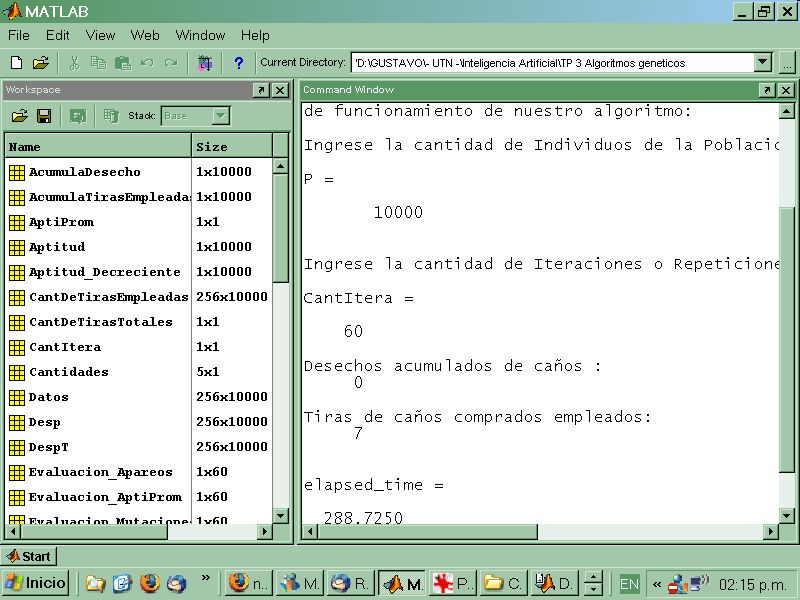 MATLAB
File Edit View Web Window Help
Current Directory: 'D:\GUSTAVO\- UTN -\Inteligencia Artificial\TP 3 Algoritmos geneticos
Workspace
Stack: Base
Name Size
AcumulaDesecho 1x10000
AcumulaTirasEmpleadas 1x10000
AptiProm 1x1
Aptitud 1x10000
Aptitud_Decreciente 1x10000
CantDeTirasEmpleadas 256x10000
CantDeTirasTotales 1x1
CantItera 1x1
Cantidades 5x1
Datos 256x10000
Desp 256x10000
DespT 256x10000
Evaluacion_Apareos 1x60
Evaluacion_AptiProm 1x60
Evaluacion_Mutaciones 1x60
Command Window
de funcionamiento de nuestro algoritmo:
Ingrese la cantidad de Individuos de la Poblacio
P =
10000
Ingrese la cantidad de Iteraciones o Repeticione
CantItera =
60
Desechos acumulados de caños :
0
Tiras de caños comprados empleados:
7
elapsed_time =
288.7250
Start
Inicio » n.. M. R. M. P.. C. D. EN « 02:15 p.m.